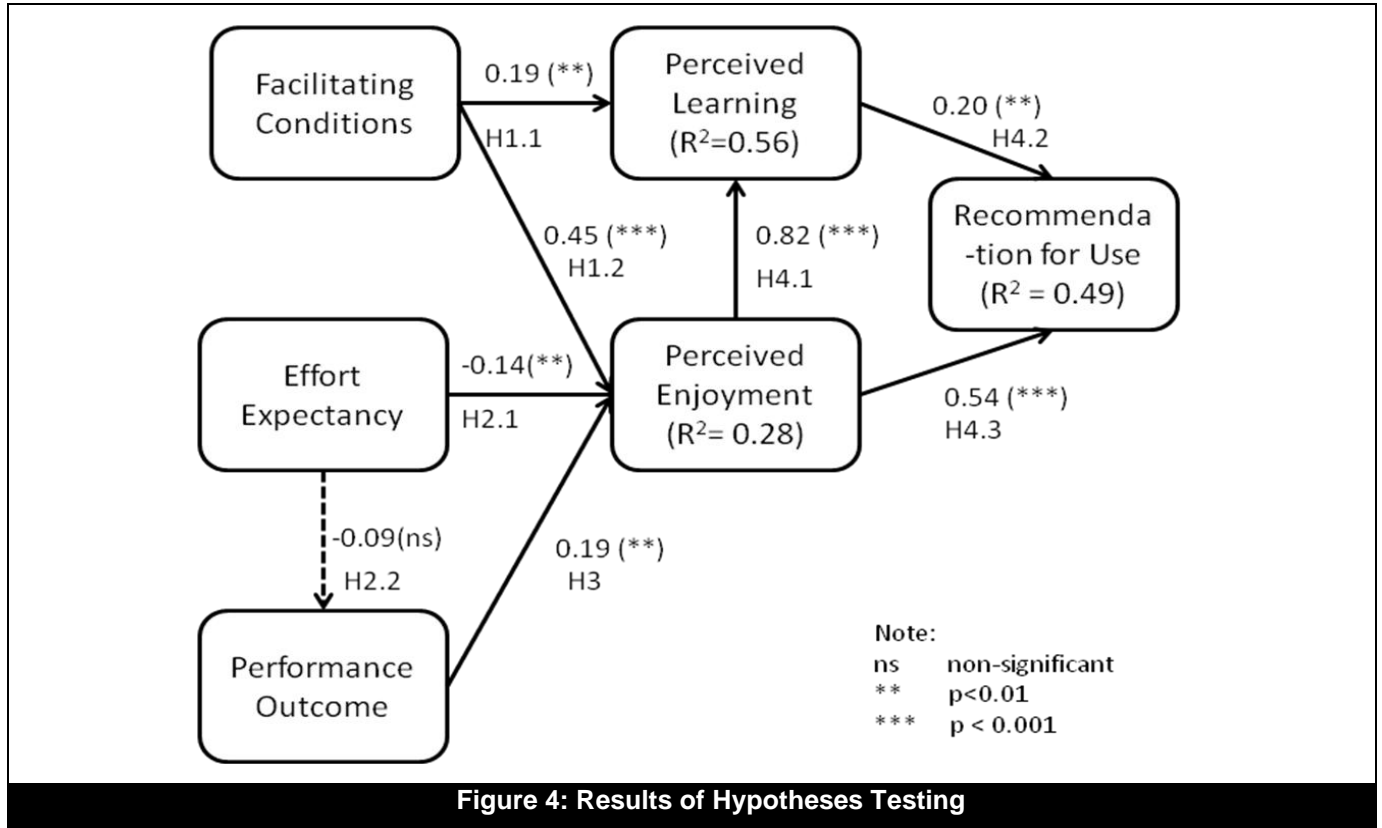 Facilitating
Conditions
0.19 (**)
H1.1
Perceived
Learning
(R²=0.56)
0.20 (**)
H4.2
0.45 (***)
H1.2
0.82 (***)
H4.1
Recommenda
-tion for Use
(R² = 0.49)
Effort
Expectancy
-0.14(**)
H2.1
Perceived
Enjoyment
(R²= 0.28)
0.54 (***)
H4.3
-0.09(ns)
H2.2
0.19 (**)
H3
Performance
Outcome
Note:
ns non-significant
** p<0.01
*** p < 0.001
Figure 4: Results of Hypotheses Testing